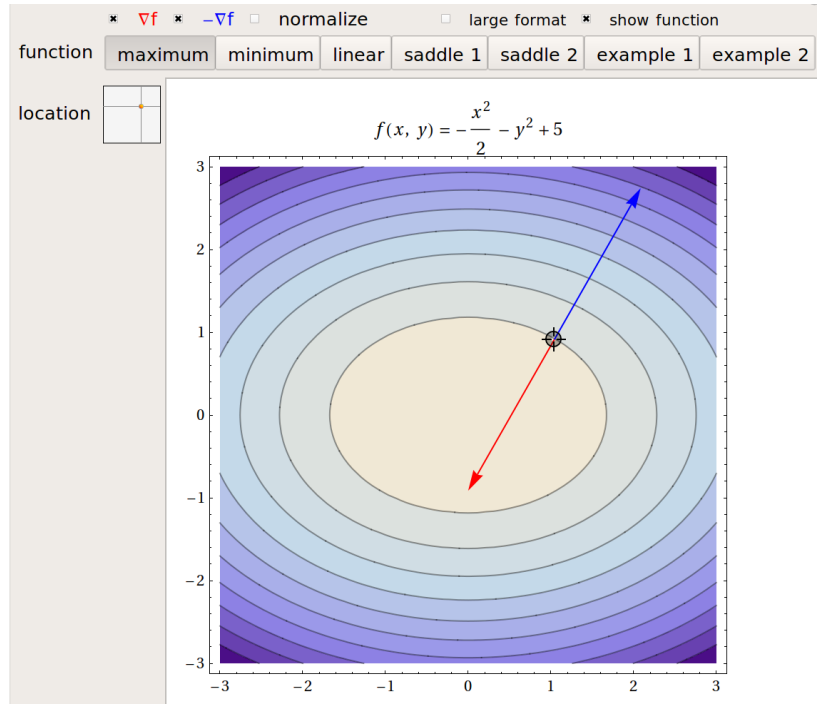 ∇f −∇f normalize large format show function
function maximum minimum linear saddle 1 saddle 2 example 1 example 2
location
f(x, y) = −x²/2 − y² + 5
3
2
1
0
−1
−2
−3
−3 −2 −1 0 1 2 3